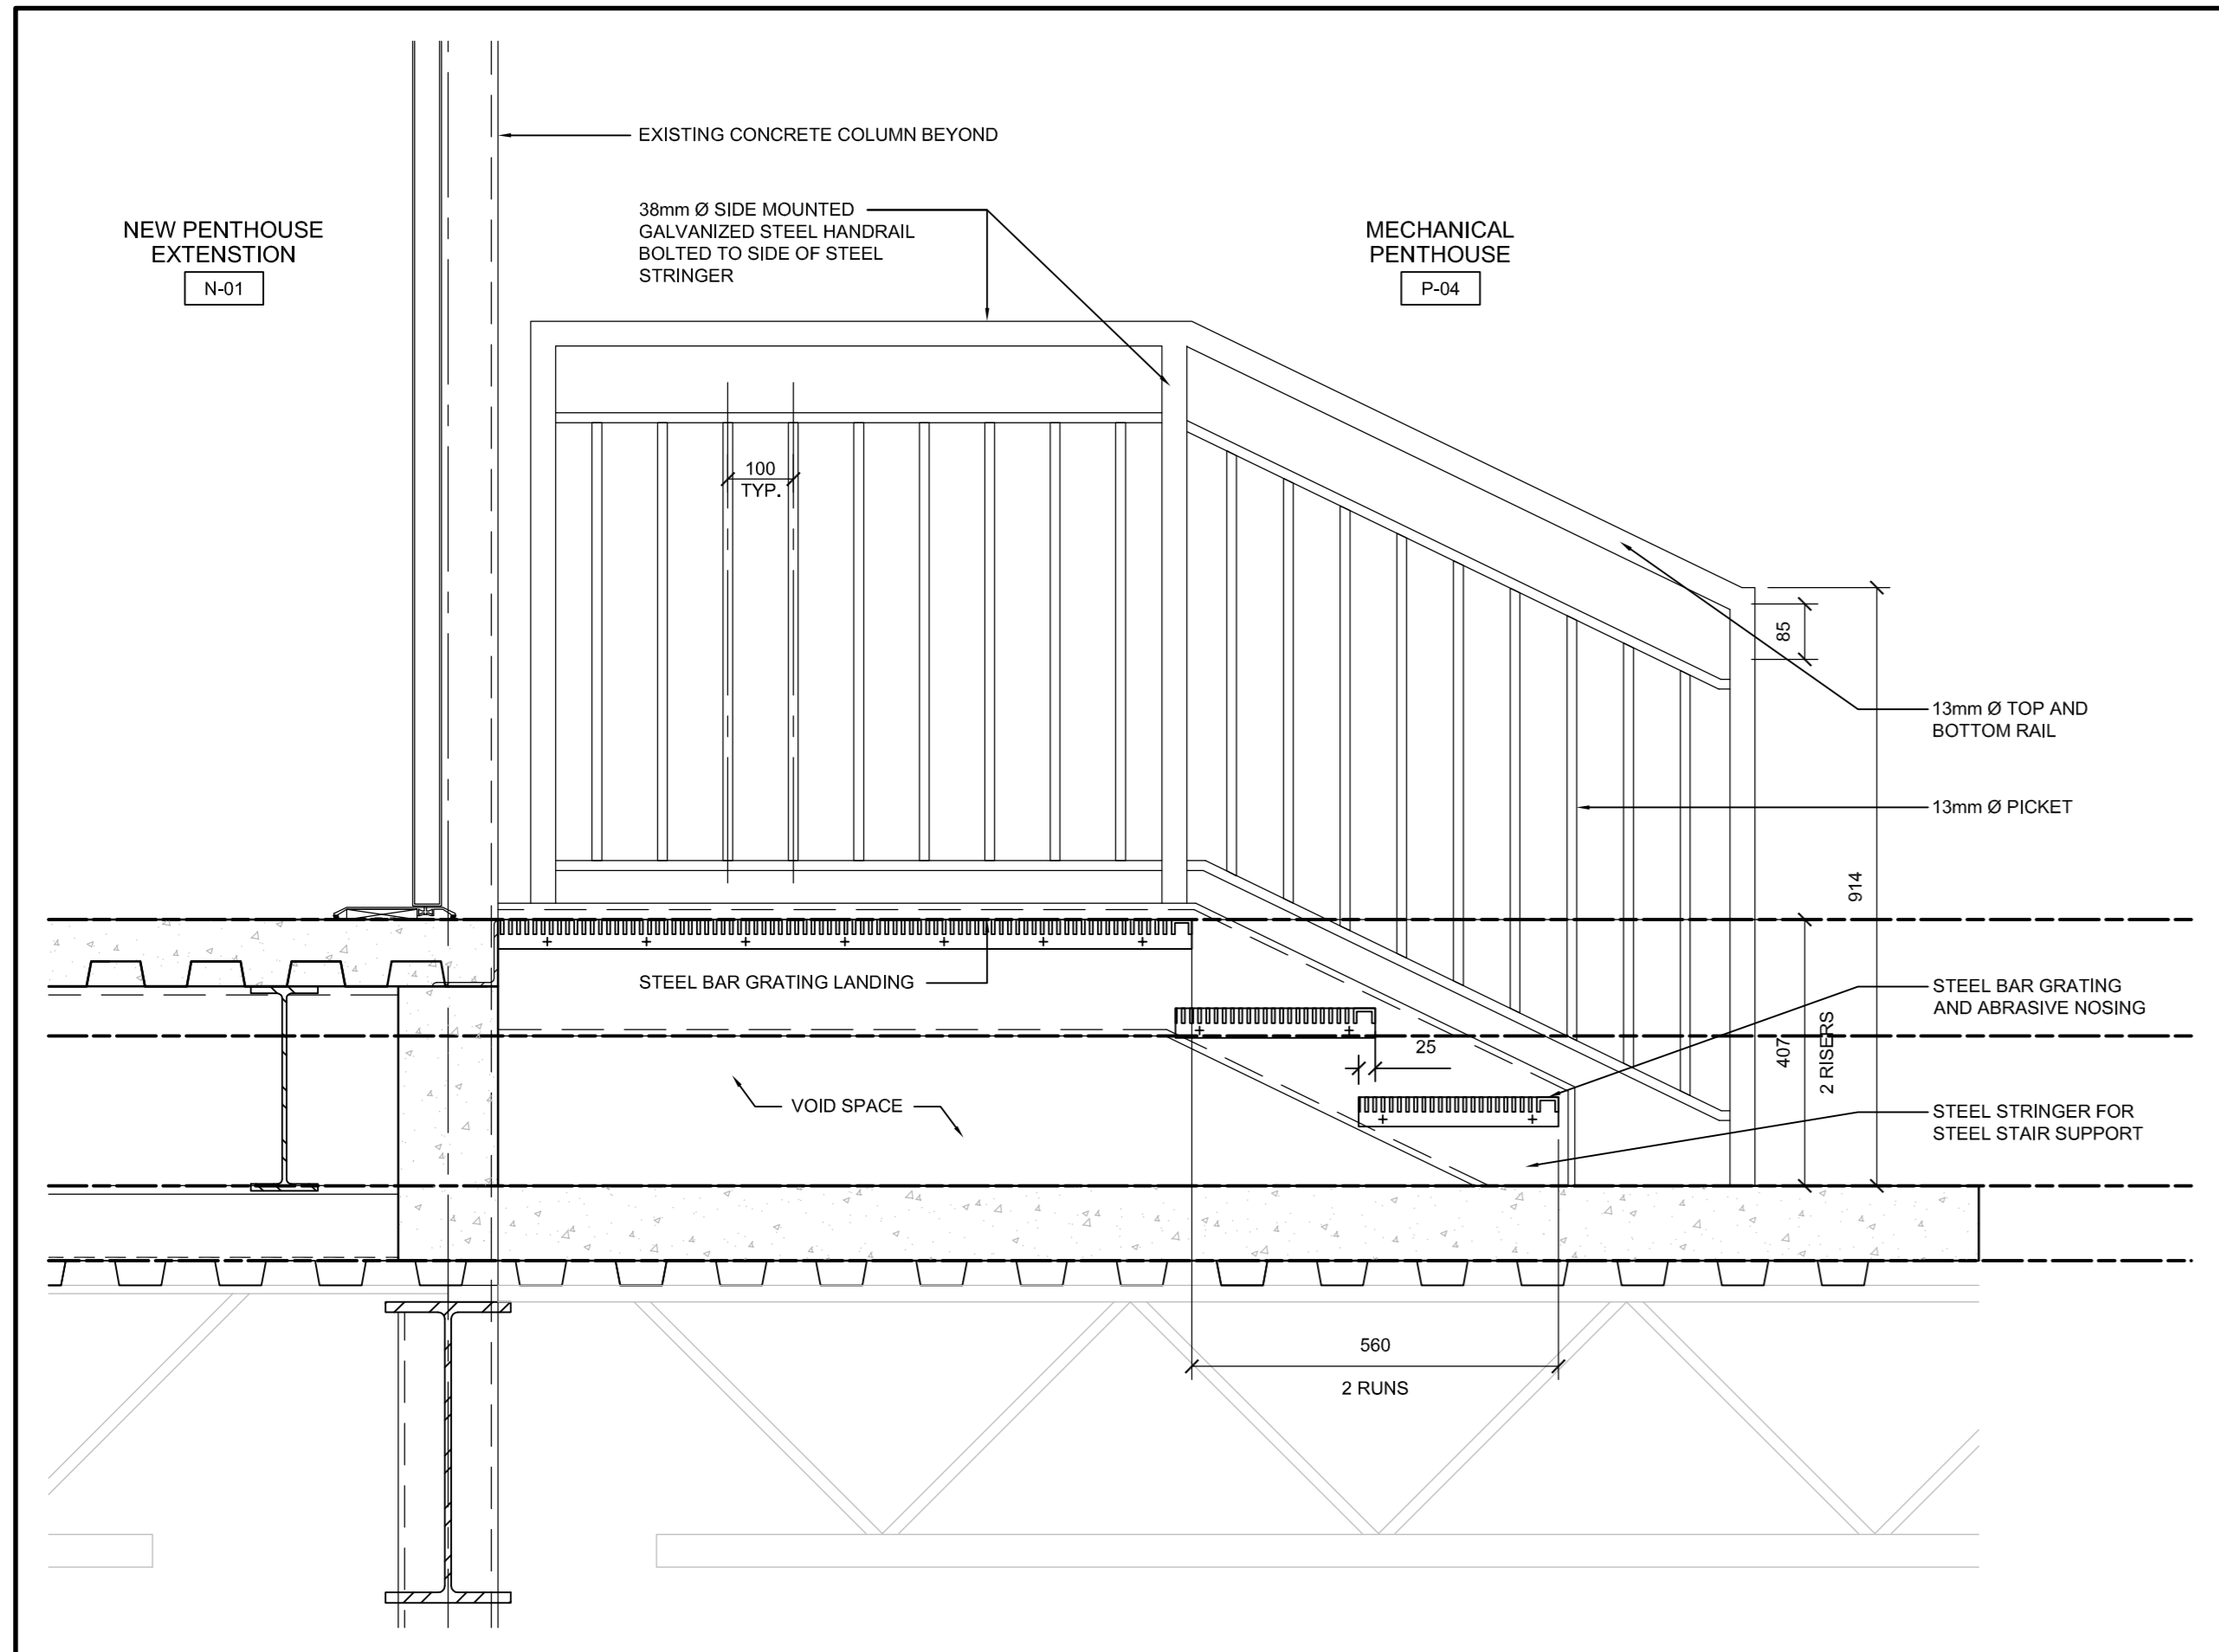 EXISTING CONCRETE COLUMN BEYOND
NEW PENTHOUSE
EXTENSTION
N-01
38mm Ø SIDE MOUNTED
GALVANIZED STEEL HANDRAIL
BOLTED TO SIDE OF STEEL
STRINGER
MECHANICAL
PENTHOUSE
P-04
100
TYP.
85
13mm Ø TOP AND
BOTTOM RAIL
13mm Ø PICKET
914
STEEL BAR GRATING LANDING
STEEL BAR GRATING
AND ABRASIVE NOSING
25
407
2 RISERS
VOID SPACE
STEEL STRINGER FOR
STEEL STAIR SUPPORT
560
2 RUNS